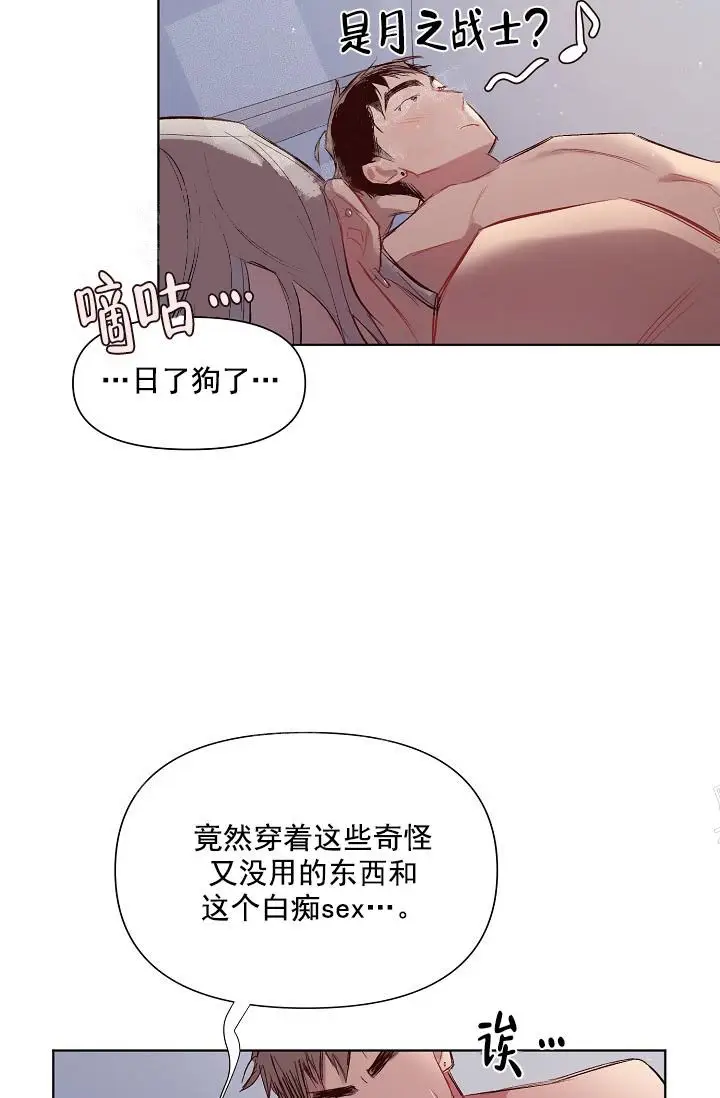 是月之战士?
嘀咕....
…日了狗了…
竟然穿着这些奇怪
又没用的东西和
这个白痴sex…。
诶…